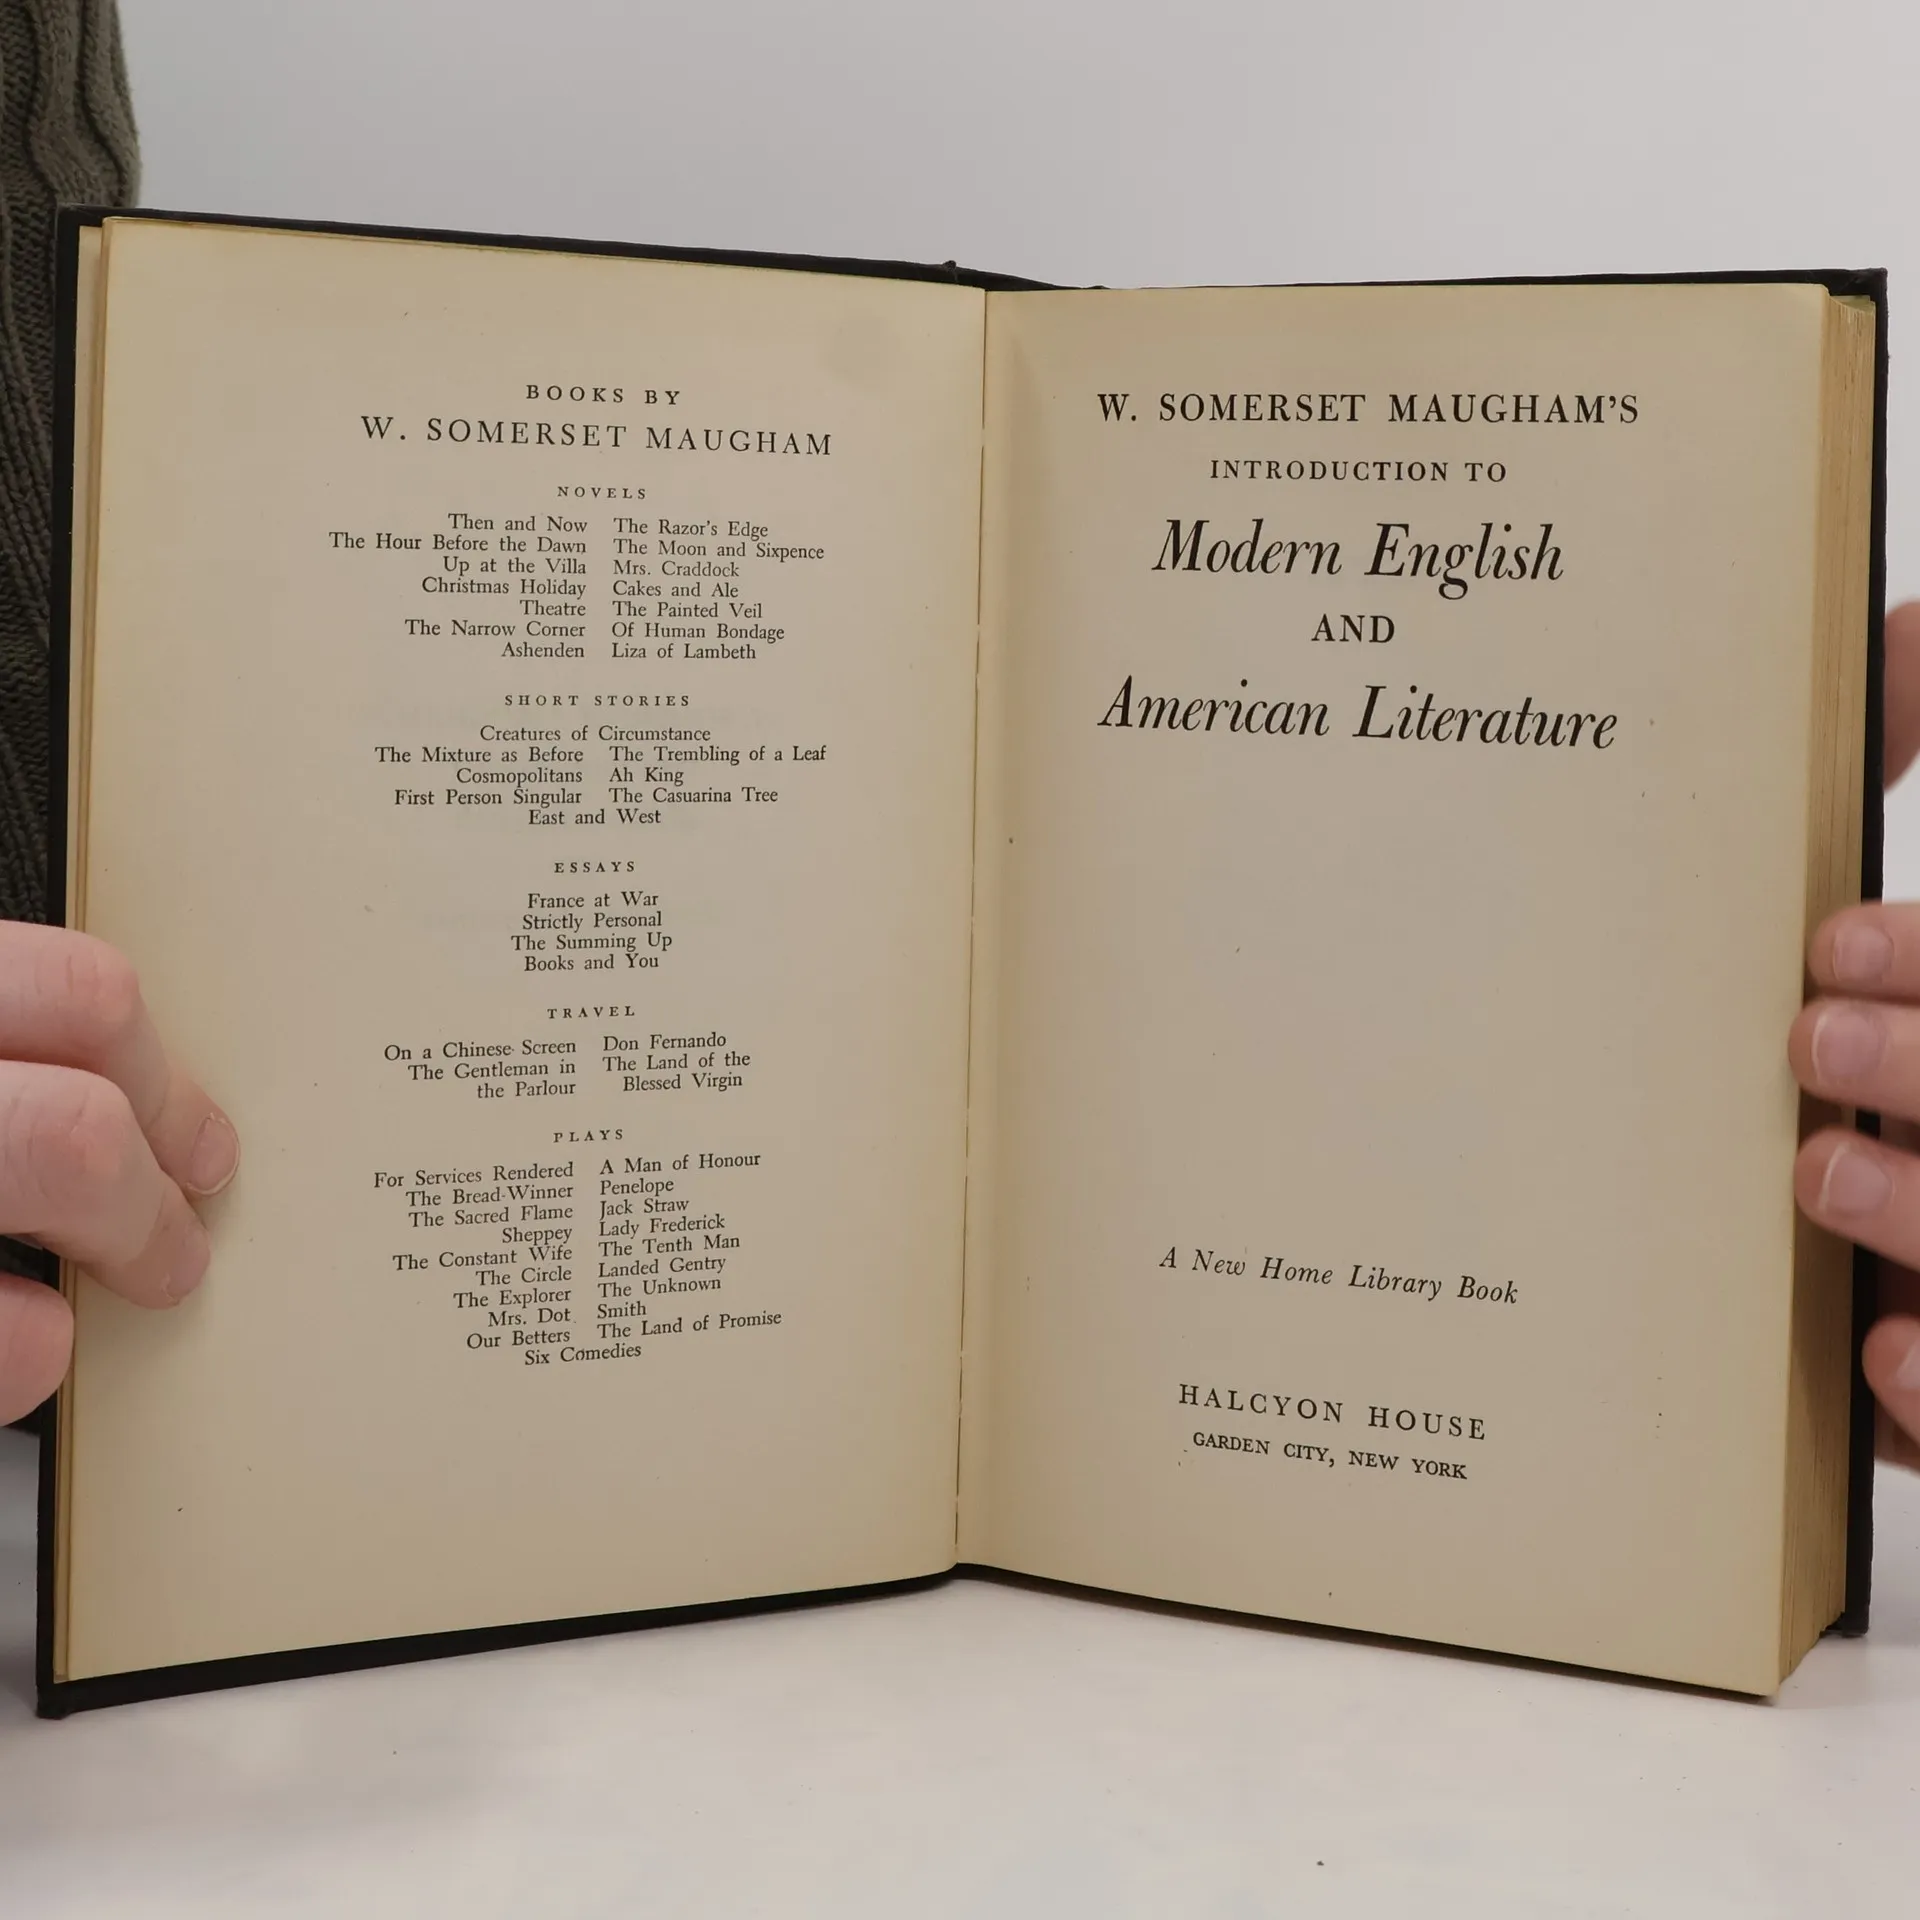 BOOKS BY
W. SOMERSET MAUGHAM
NOVELS
Then and Now The Razor's Edge
The Hour Before the Dawn The Moon and Sixpence
Up at the Villa Mrs. Craddock
Christmas Holiday Cakes and Ale
Theatre The Painted Veil
The Narrow Corner Of Human Bondage
Ashenden Liza of Lambeth
SHORT STORIES
Creatures of Circumstance
The Mixture as Before The Trembling of a Leaf
Cosmopolitans Ah King
First Person Singular The Casuarina Tree
East and West
ESSAYS
France at War
Strictly Personal
The Summing Up
Books and You
TRAVEL
On a Chinese Screen Don Fernando
The Gentleman in The Land of the
the Parlour Blessed Virgin
PLAYS
For Services Rendered A Man of Honour
The Bread-Winner Penelope
The Sacred Flame Jack Straw
Sheppey Lady Frederick
The Constant Wife The Tenth Man
The Circle Landed Gentry
The Explorer The Unknown
Mrs. Dot Smith
Our Betters The Land of Promise
Six Comedies
W. SOMERSET MAUGHAM'S
INTRODUCTION TO
Modern English
AND
American Literature
A New Home Library Book
HALCYON HOUSE
GARDEN CITY, NEW YORK